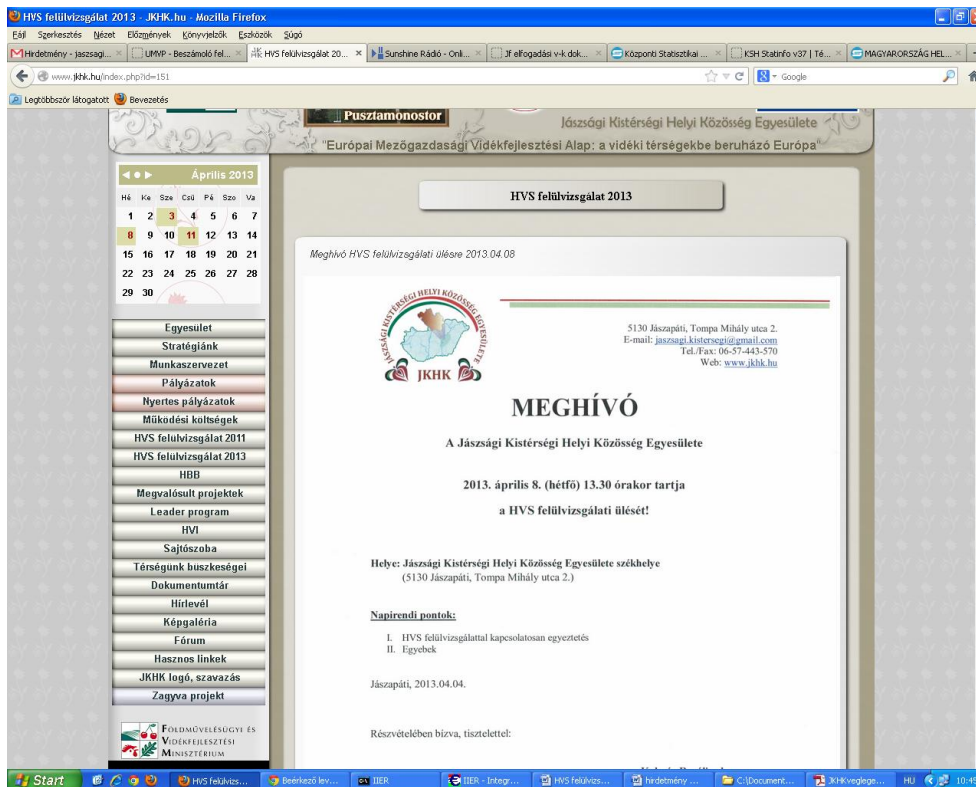 HVS felülvizsgálat 2013 - JKHK.hu - Mozilla Firefox
Fájl Szerkesztés Nézet Előzmények Könyvjelzők Eszközök Súgó
Hirdetmény - jaszsagi... UMVP - Beszámoló fel... HVS felülvizsgálat 20... Sunshine Rádió - Onli... Jf elfogadási v-k dok... Központi Statisztikai ... KSH Statinfo v37 | Té... MAGYARORSZÁG HEL...
www.jkhk.hu/index.php?id=151
Google
Legtöbbször látogatott Bevezetés
Pusztamonostor
Jászsági Kistérségi Helyi Közösség Egyesülete
"Európai Mezőgazdasági Vidékfejlesztési Alap: a vidéki térségekbe beruházó Európa"
Április 2013
Hé Ke Sze Csü Pé Szo Va
1 2 3 4 5 6 7
8 9 10 11 12 13 14
15 16 17 18 19 20 21
22 23 24 25 26 27 28
29 30
Egyesület
Stratégiánk
Munkaszervezet
Pályázatok
Nyertes pályázatok
Működési költségek
HVS felülvizsgálat 2011
HVS felülvizsgálat 2013
HBB
Megvalósult projektek
Leader program
HVI
Sajtószoba
Térségünk büszkeségei
Dokumentumtár
Hírlevél
Képgaléria
Fórum
Hasznos linkek
JKHK logó, szavazás
Zagyva projekt
Földművelésügyi és
Vidékfejlesztési
Minisztérium
HVS felülvizsgálat 2013
Meghívó HVS felülvizsgálati ülésre 2013.04.08
JÁSZSÁGI KISTÉRSÉGI HELYI KÖZÖSSÉG EGYESÜLETE
JKHK
5130 Jászapáti, Tompa Mihály utca 2.
E-mail: jaszsagi.kistersegi@gmail.com
Tel./Fax: 06-57-443-570
Web: www.jkhk.hu
MEGHÍVÓ
A Jászsági Kistérségi Helyi Közösség Egyesülete
2013. április 8. (hétfő) 13.30 órakor tartja
a HVS felülvizsgálati ülését!
Helye: Jászsági Kistérségi Helyi Közösség Egyesülete székhelye
(5130 Jászapáti, Tompa Mihály utca 2.)
Napirendi pontok:
I. HVS felülvizsgálattal kapcsolatosan egyeztetés
II. Egyebek
Jászapáti, 2013.04.04.
Részvételében bízva, tisztelettel:
Start HVS felülvizs... Beérkező lev... IIER IIER - Integr... HVS felülvizs... hirdetmény ... C:\Document... JKHKveglege... HU 10:45